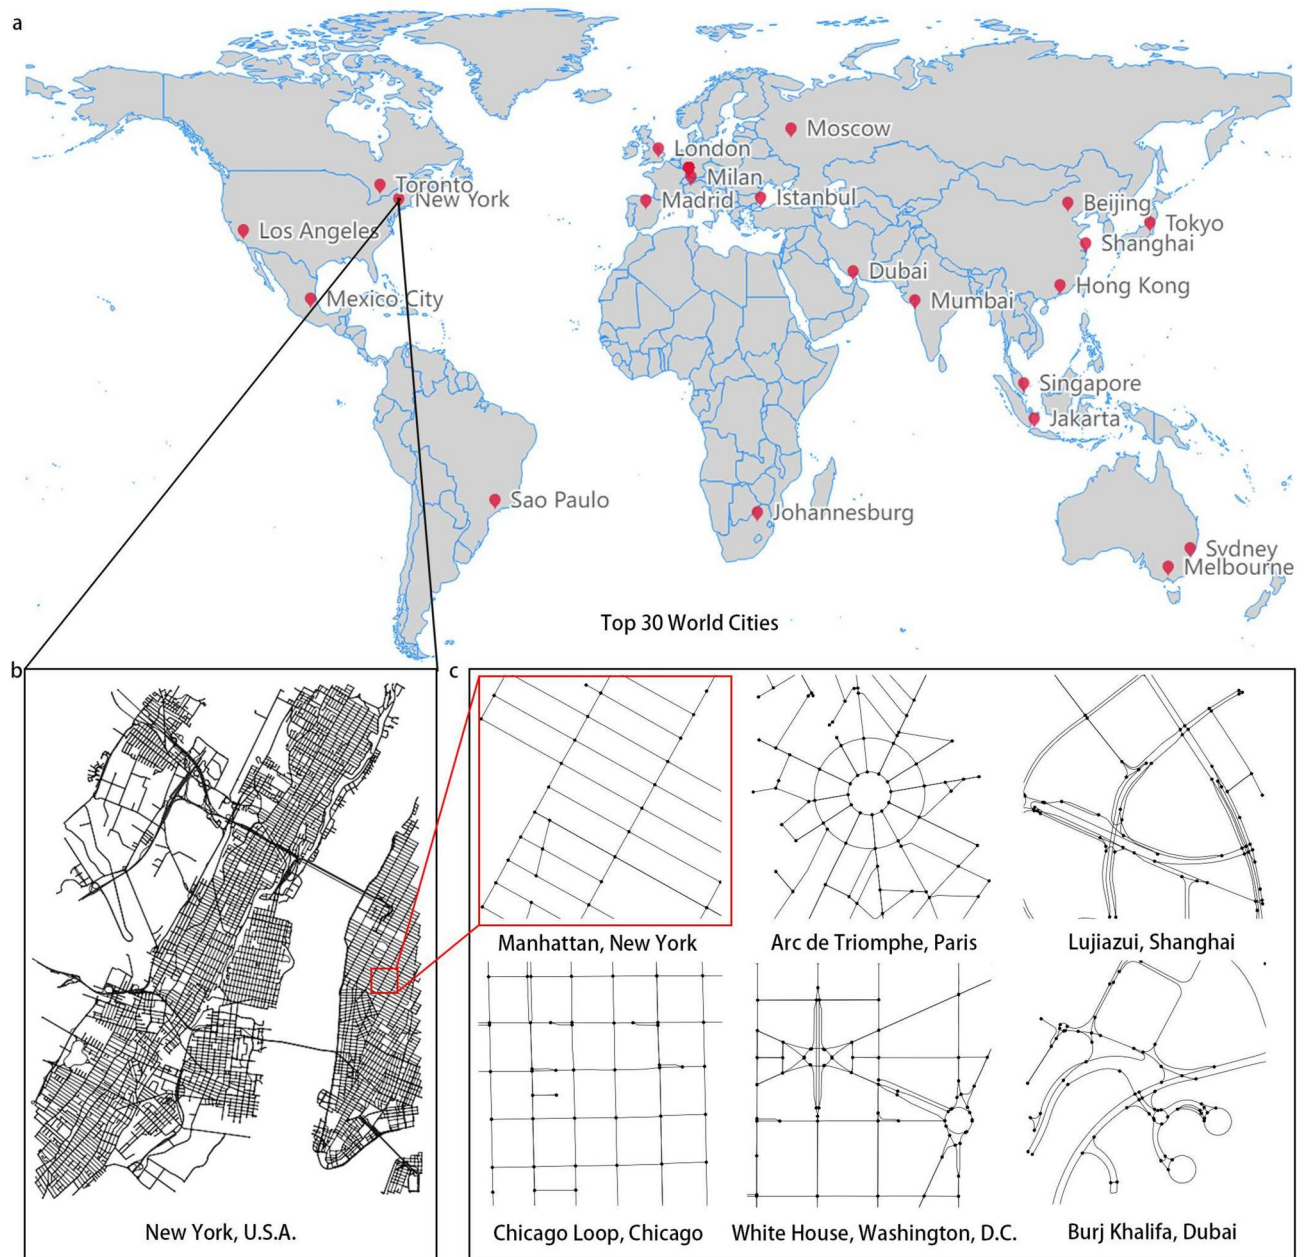 a
Moscow
London
Milan
Toronto
New York
Madrid
Istanbul
Beijing
Tokyo
Los Angeles
Shanghai
Dubai
Hong Kong
Mexico City
Mumbai
Singapore
Jakarta
Sao Paulo
Johannesburg
Sydney
Melbourne
Top 30 World Cities
b
New York, U.S.A.
c
Manhattan, New York
Arc de Triomphe, Paris
Lujiazui, Shanghai
Chicago Loop, Chicago
White House, Washington, D.C.
Burj Khalifa, Dubai